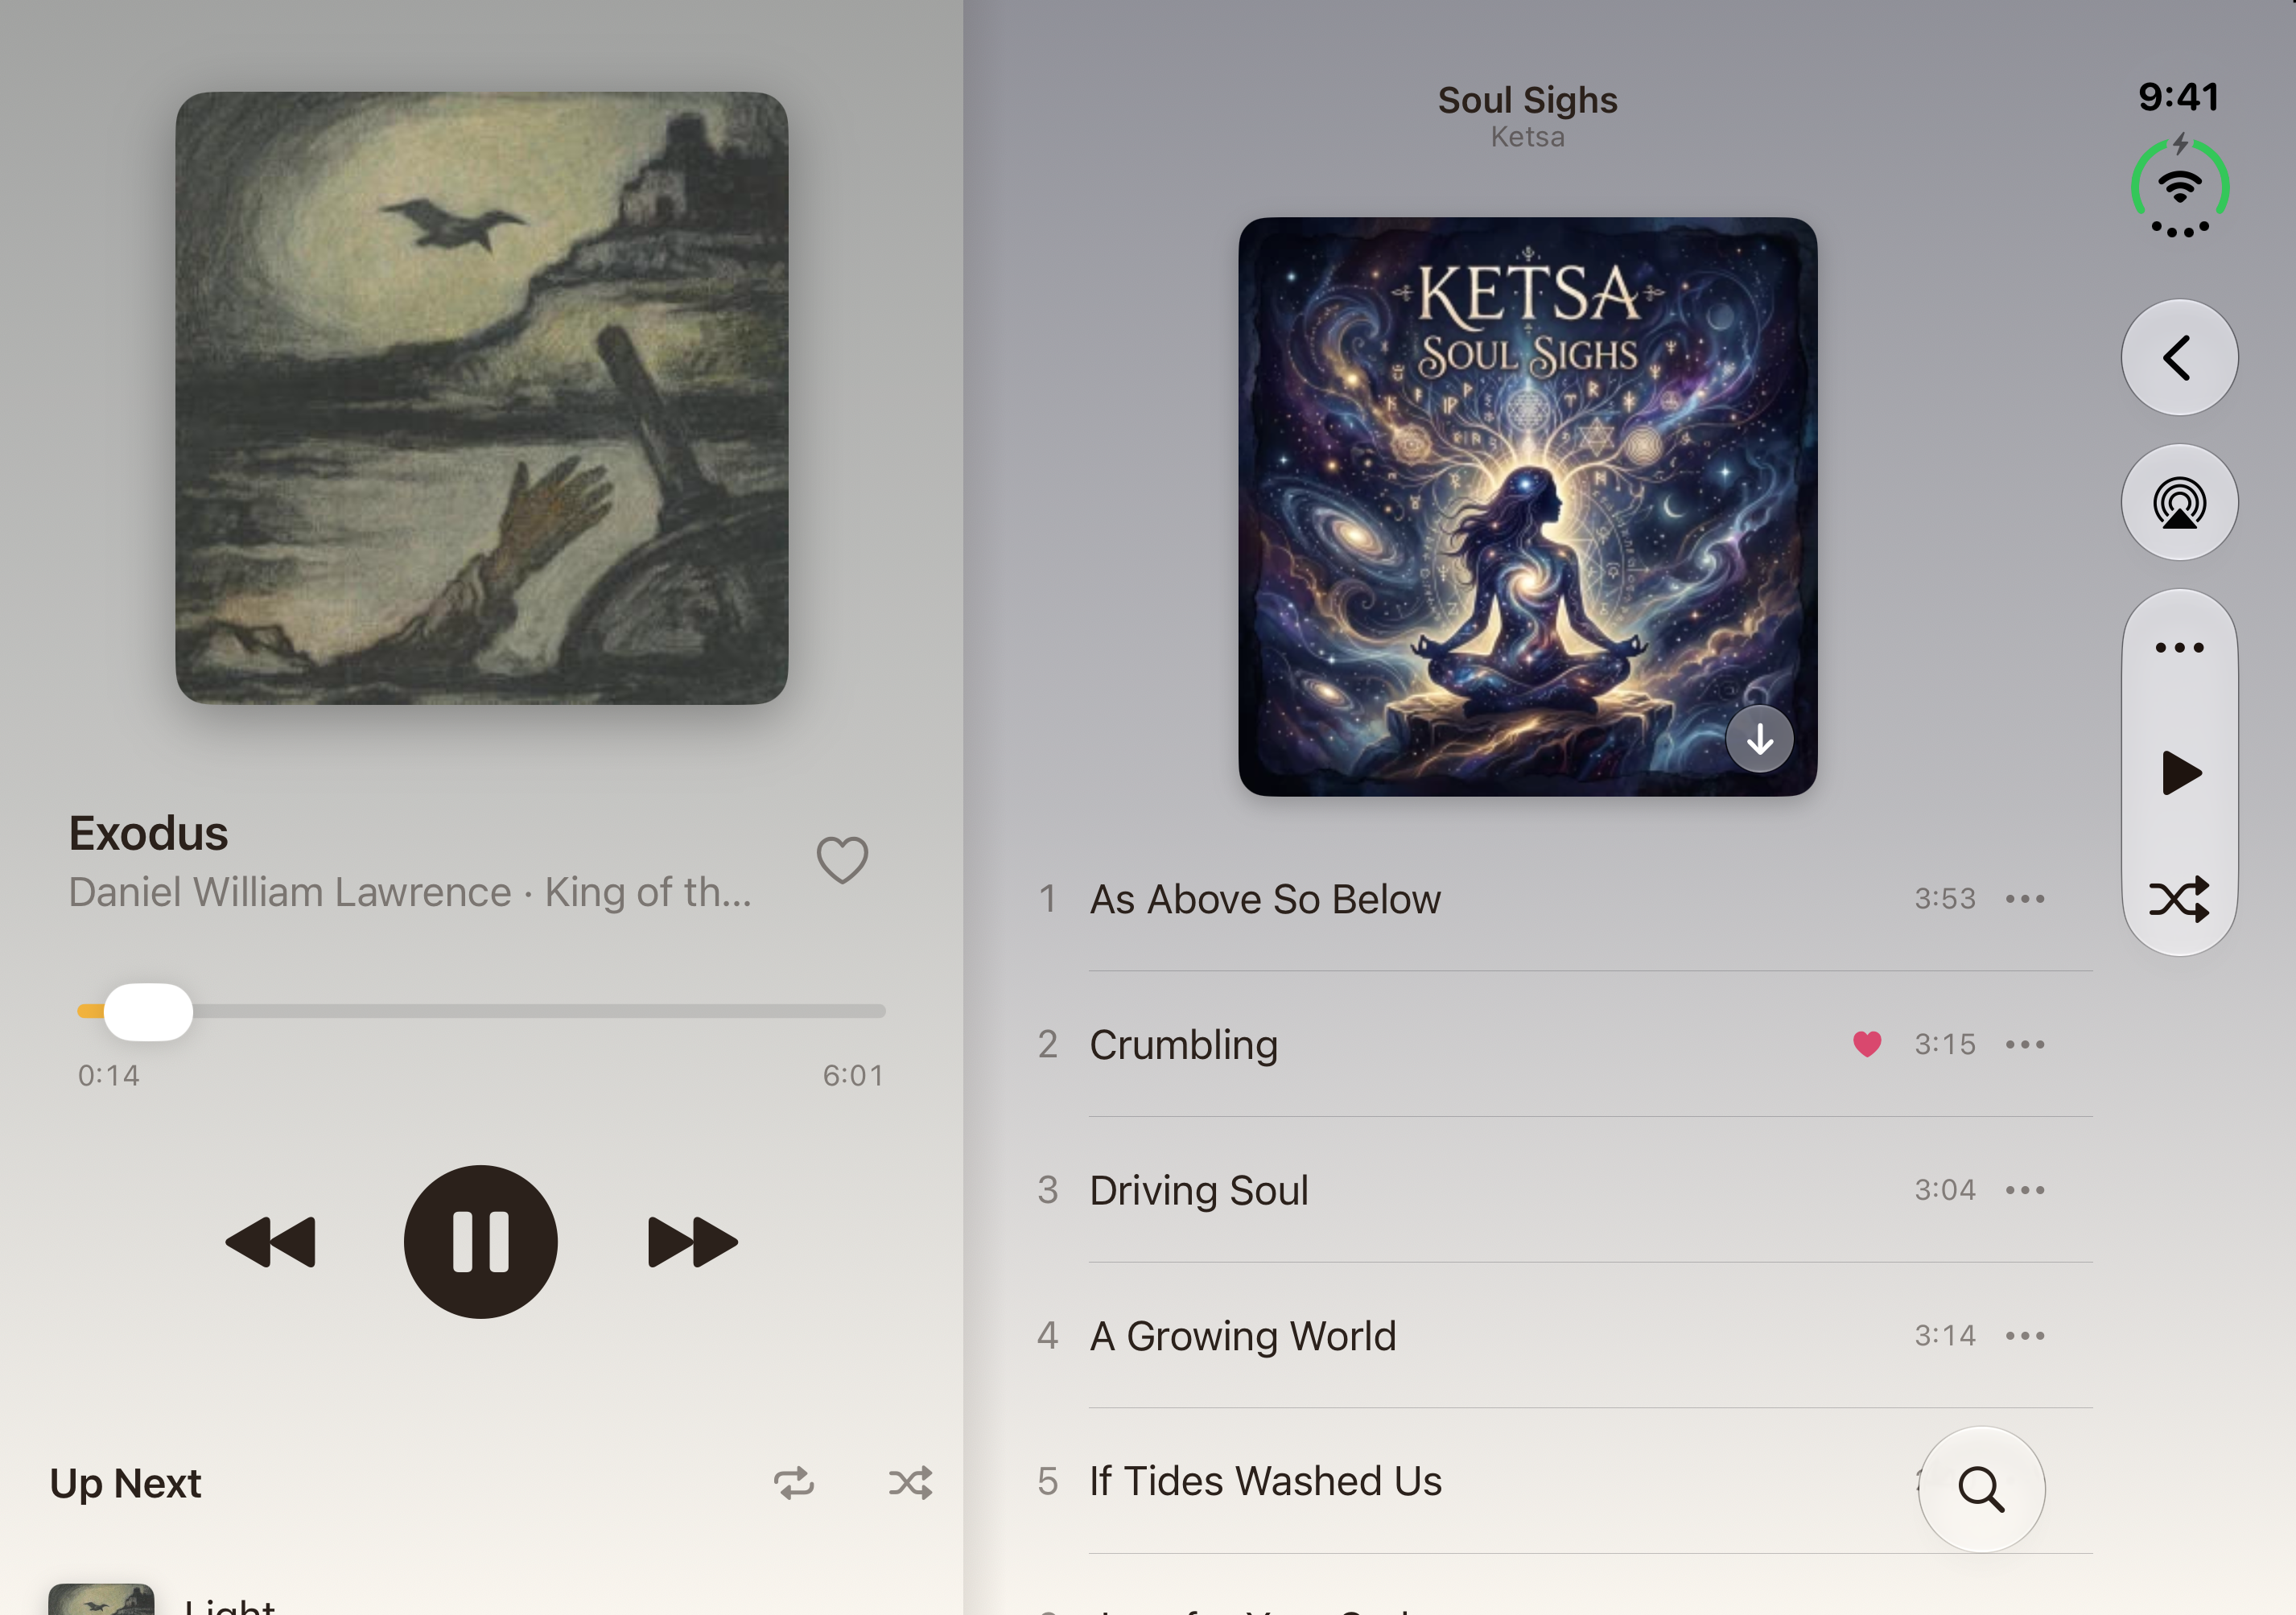 Exodus
Daniel William Lawrence · King of th...
0:14
6:01
Up Next
Light
Soul Sighs
Ketsa
KETSA
SOUL SIGHS
1 As Above So Below 3:53
2 Crumbling 3:15
3 Driving Soul 3:04
4 A Growing World 3:14
5 If Tides Washed Us
9:41